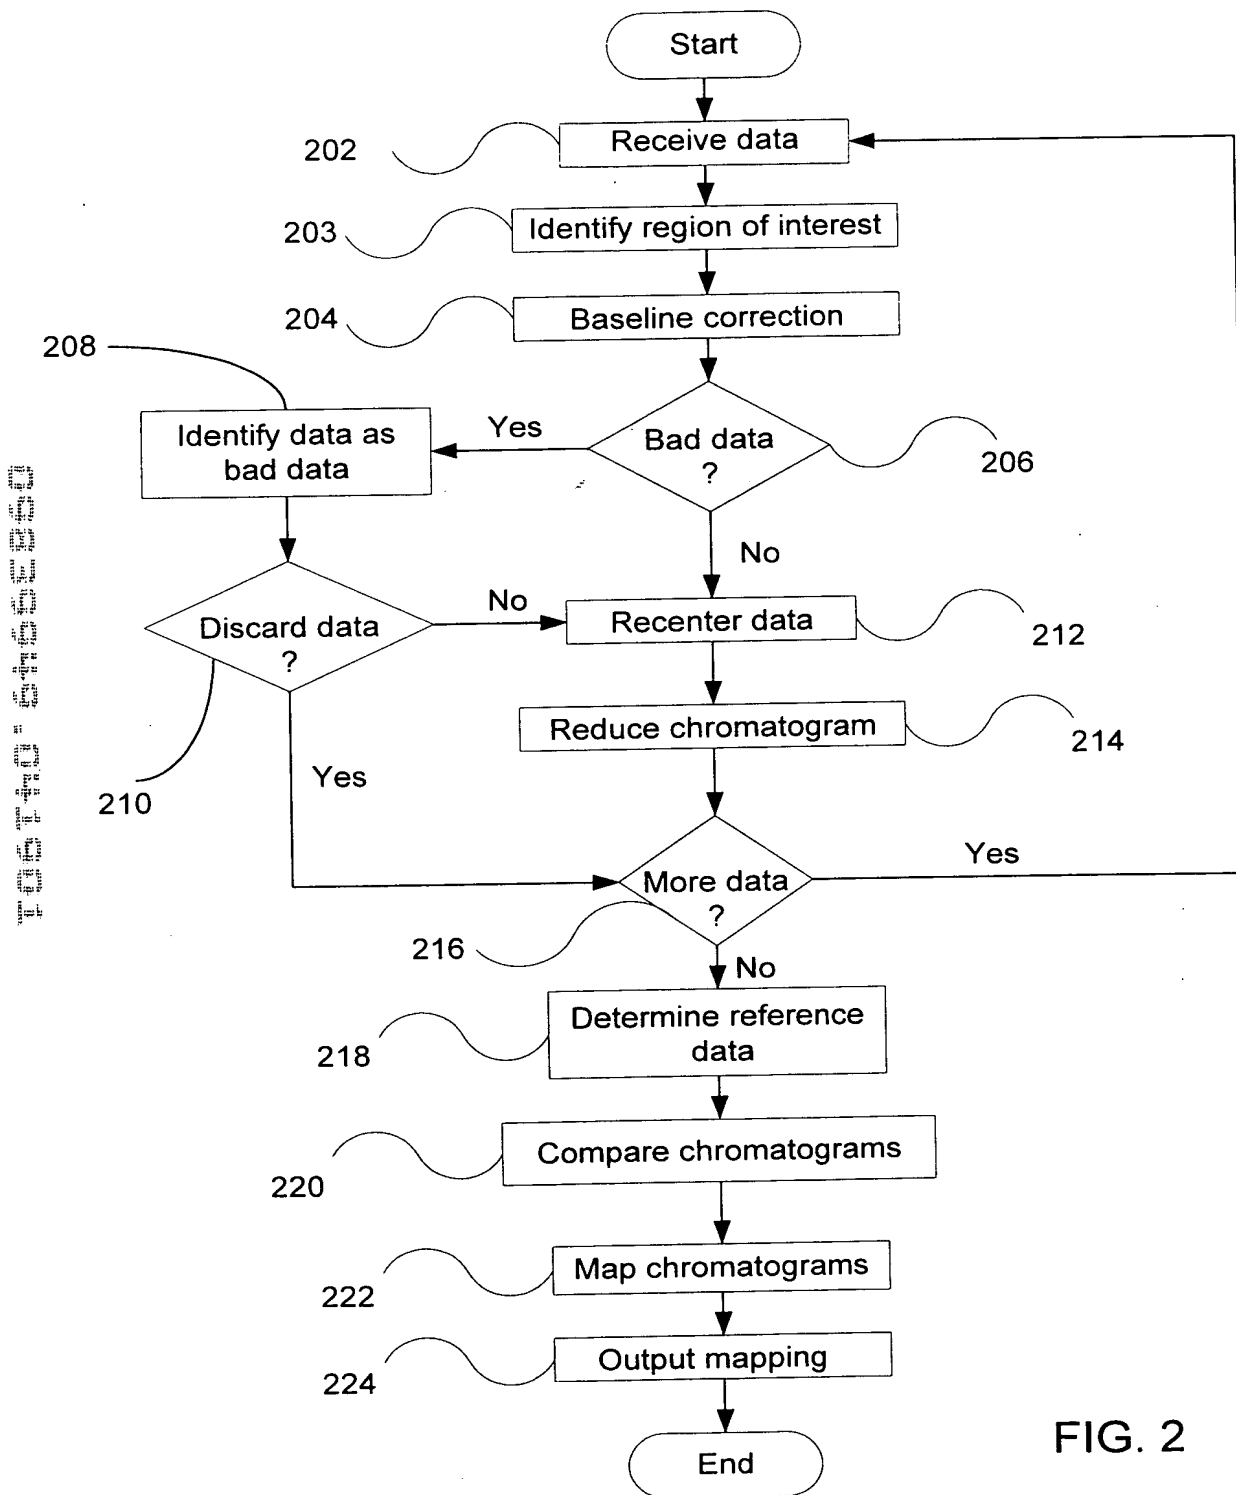 Start
Receive data
202
Identify region of interest
203
Baseline correction
204
208
Identify data as
bad data
Yes
Bad data
?
206
No
Discard data
?
No
Recenter data
212
210
Yes
Reduce chromatogram
214
More data
?
Yes
216
No
Determine reference
data
218
Compare chromatograms
220
Map chromatograms
222
Output mapping
224
End
FIG. 2
09839949.041901